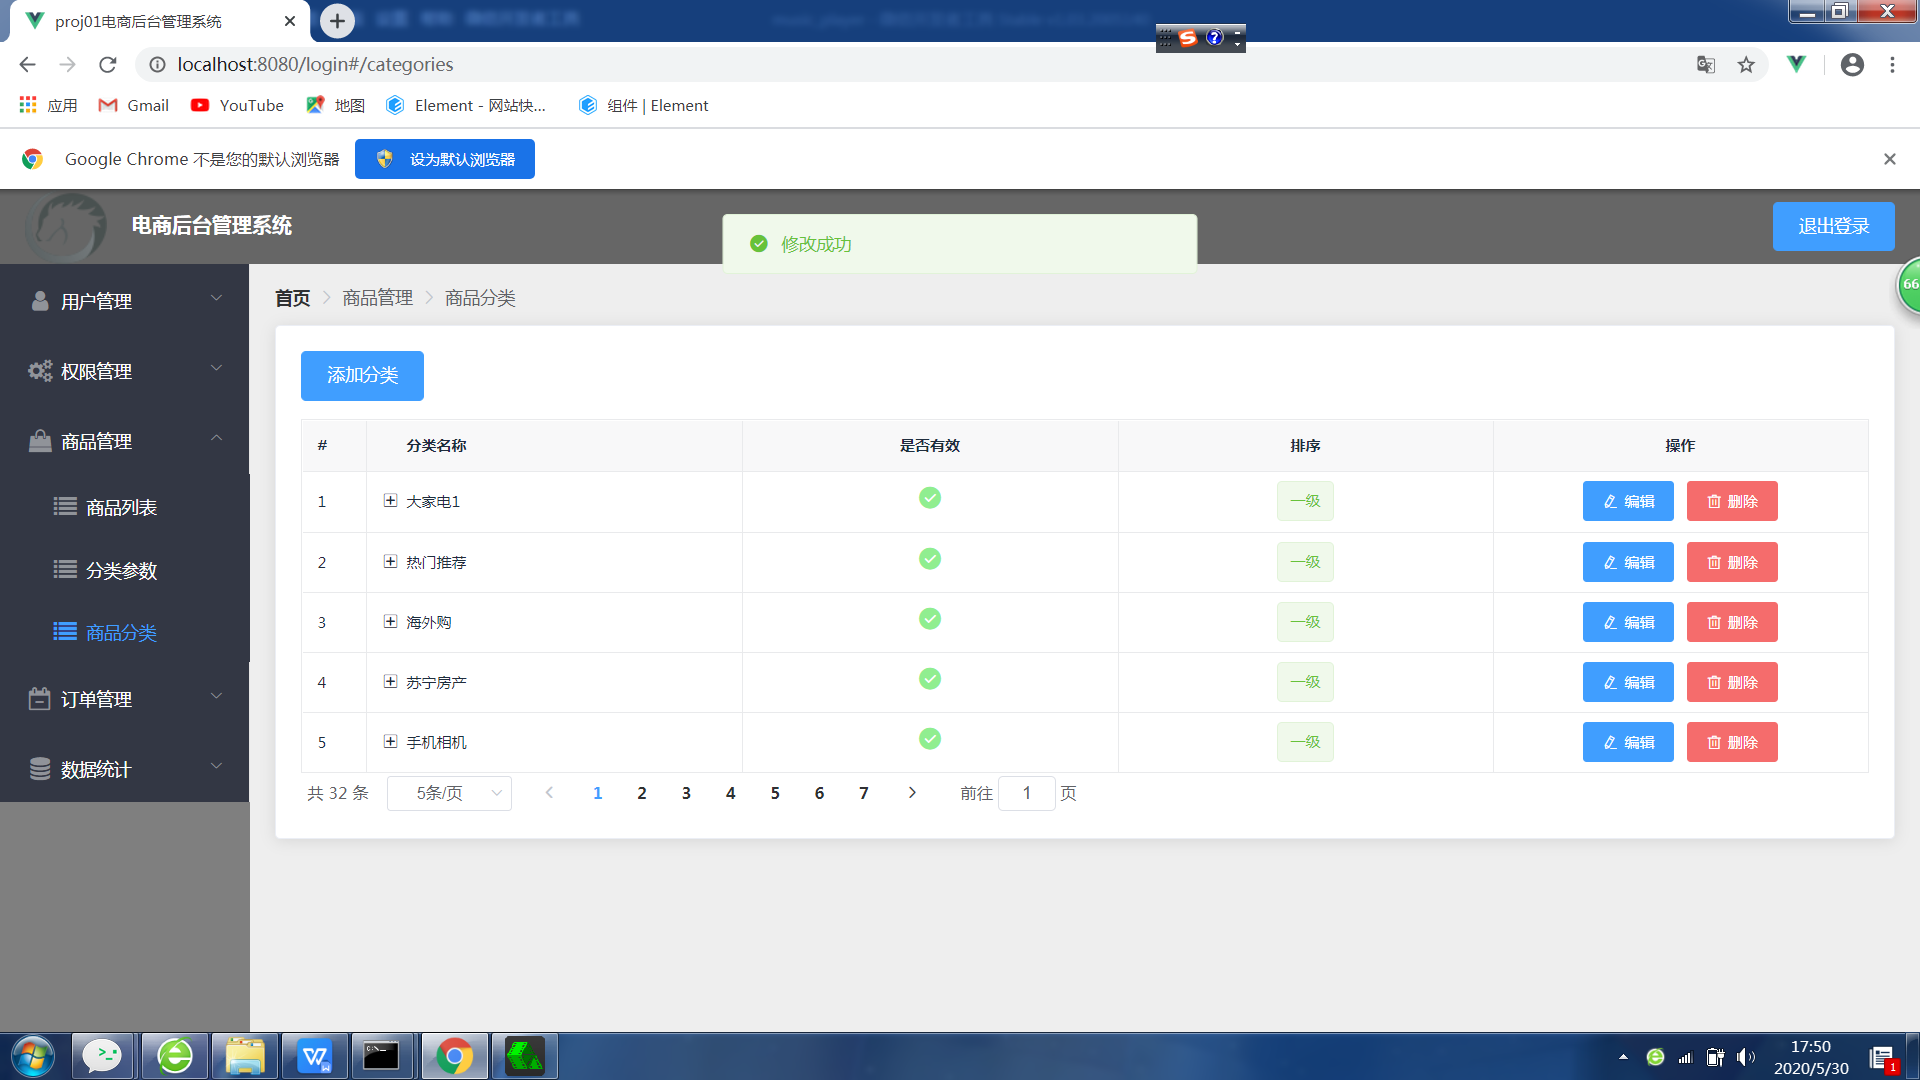 proj01电商后台管理系统
localhost:8080/login#/categories
应用 Gmail YouTube 地图 Element - 网站快... 组件 | Element
Google Chrome 不是您的默认浏览器 设为默认浏览器
电商后台管理系统
修改成功
退出登录
66
用户管理
权限管理
商品管理
商品列表
分类参数
商品分类
订单管理
数据统计
首页 商品管理 商品分类
添加分类
# 分类名称 是否有效 排序 操作
1 大家电1 一级 编辑 删除
2 热门推荐 一级 编辑 删除
3 海外购 一级 编辑 删除
4 苏宁房产 一级 编辑 删除
5 手机相机 一级 编辑 删除
共 32 条 5条/页 1 2 3 4 5 6 7 前往 1 页
17:50
2020/5/30
1